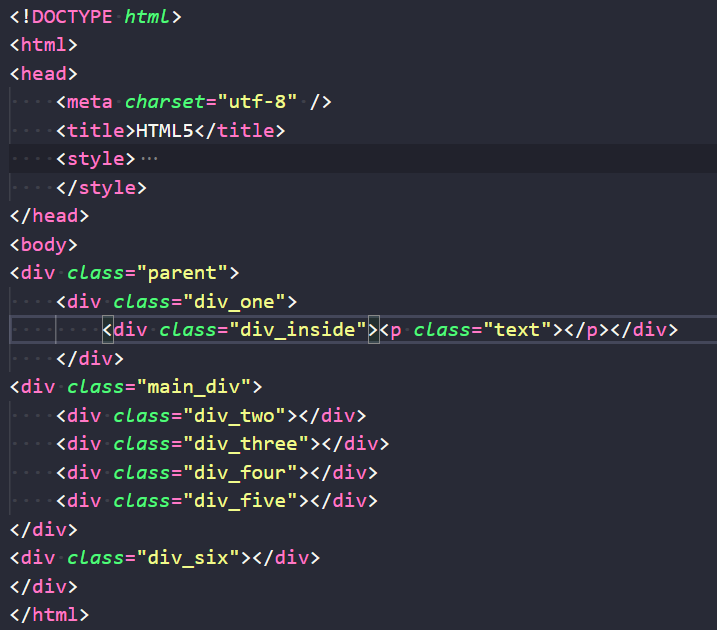 <!DOCTYPE html>
<html>
<head>
    <meta charset="utf-8" />
    <title>HTML5</title>
    <style>···
    </style>
</head>
<body>
<div class="parent">
    <div class="div_one">
        <div class="div_inside"><p class="text"></p></div>
    </div>
<div class="main_div">
    <div class="div_two"></div>
    <div class="div_three"></div>
    <div class="div_four"></div>
    <div class="div_five"></div>
</div>
<div class="div_six"></div>
</div>
</html>